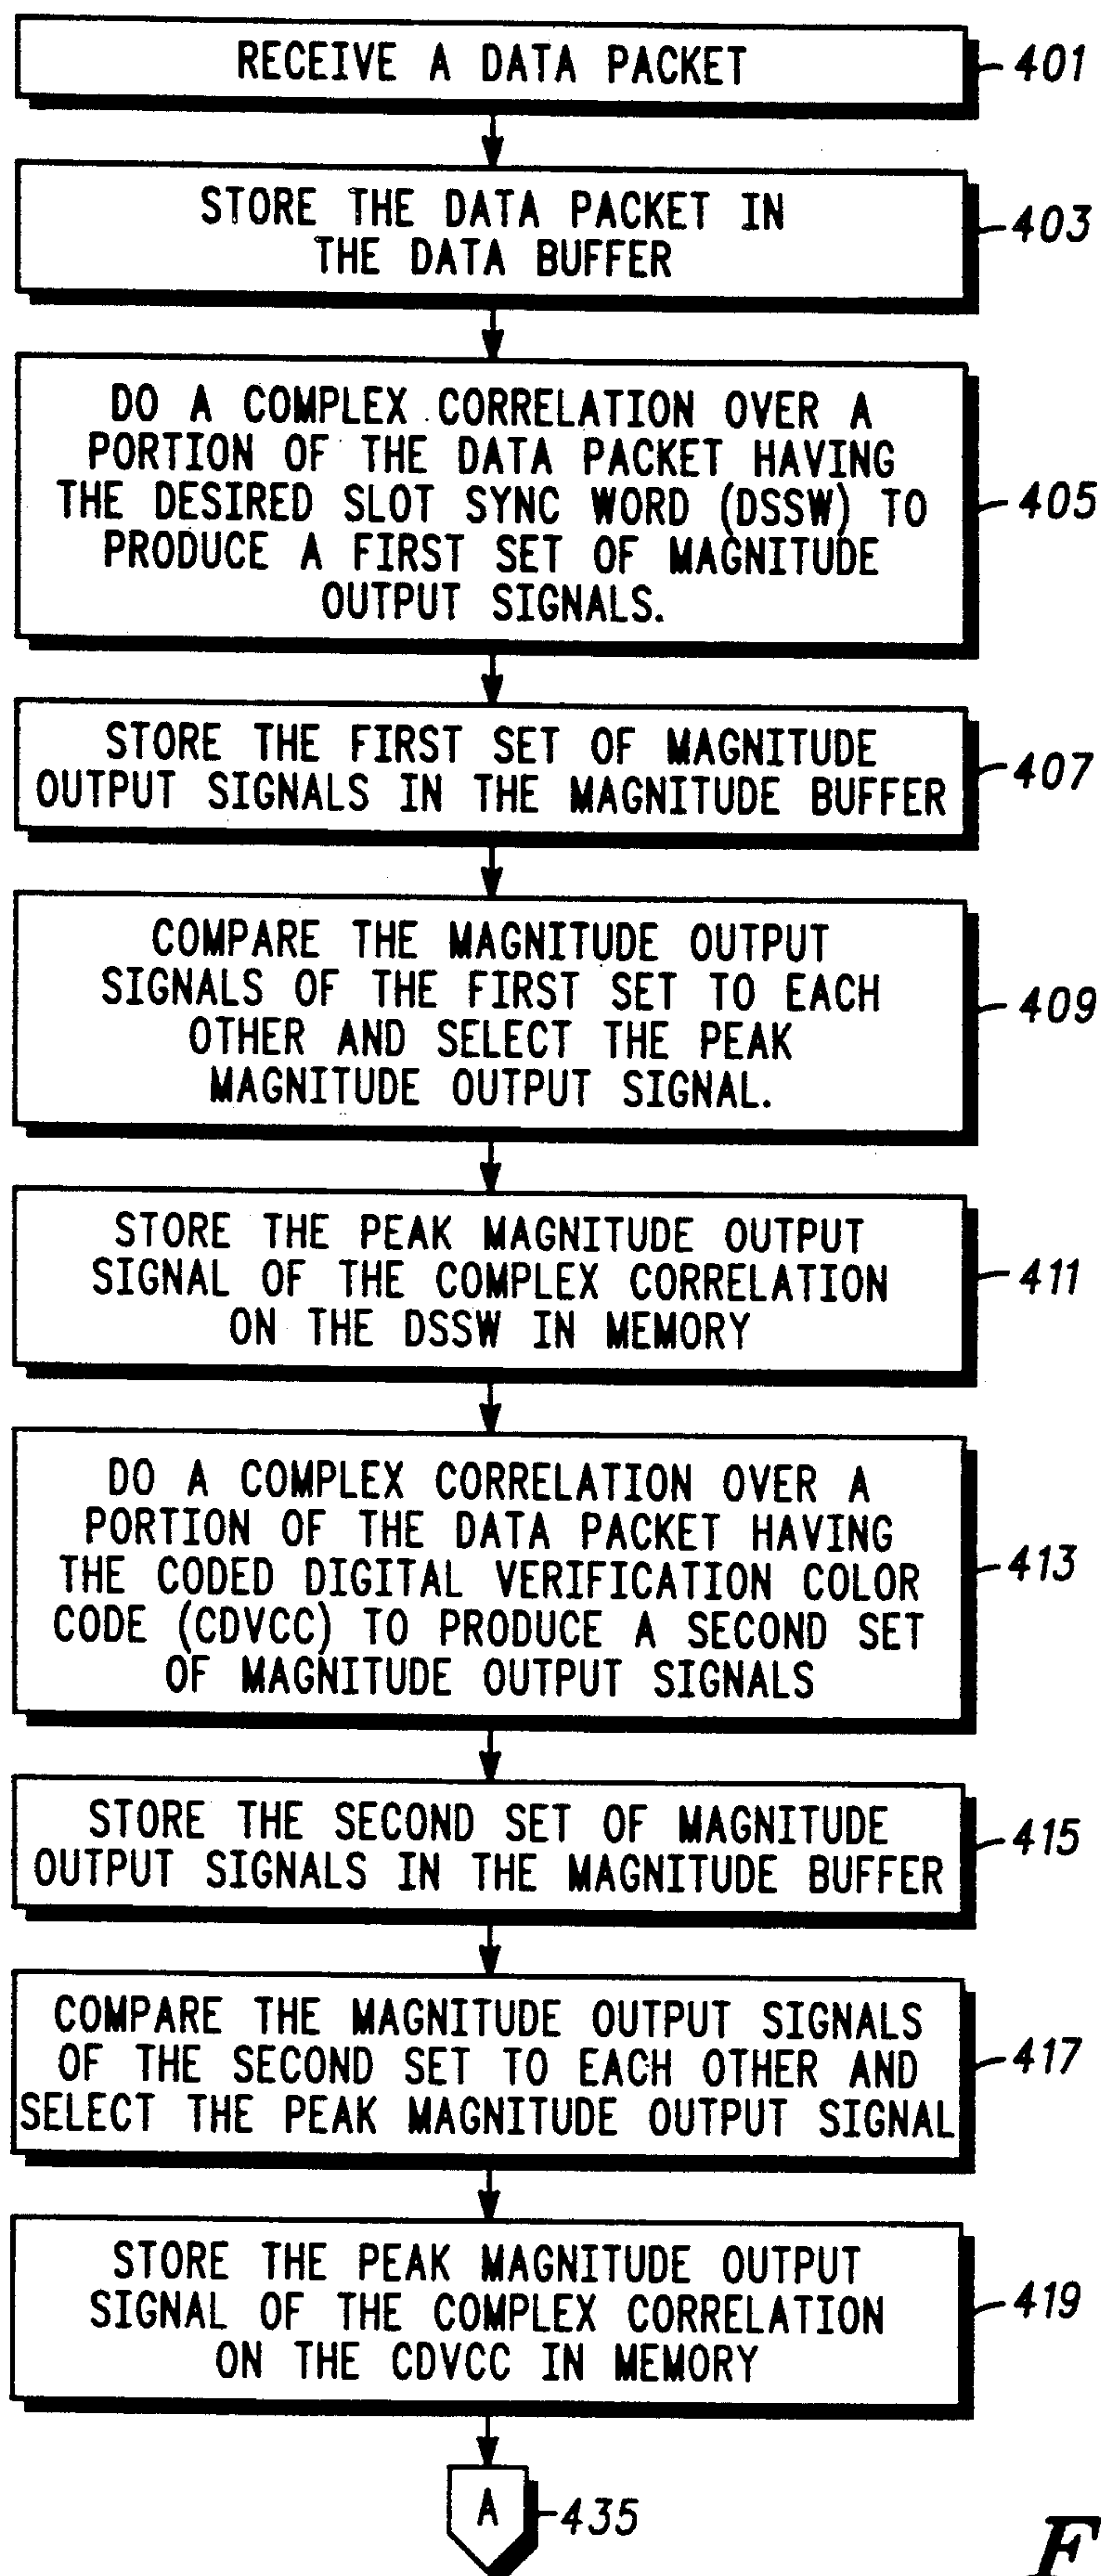 RECEIVE A DATA PACKET
401
STORE THE DATA PACKET IN
THE DATA BUFFER
403
DO A COMPLEX CORRELATION OVER A
PORTION OF THE DATA PACKET HAVING
THE DESIRED SLOT SYNC WORD (DSSW) TO
PRODUCE A FIRST SET OF MAGNITUDE
OUTPUT SIGNALS.
405
STORE THE FIRST SET OF MAGNITUDE
OUTPUT SIGNALS IN THE MAGNITUDE BUFFER
407
COMPARE THE MAGNITUDE OUTPUT
SIGNALS OF THE FIRST SET TO EACH
OTHER AND SELECT THE PEAK
MAGNITUDE OUTPUT SIGNAL.
409
STORE THE PEAK MAGNITUDE OUTPUT
SIGNAL OF THE COMPLEX CORRELATION
ON THE DSSW IN MEMORY
411
DO A COMPLEX CORRELATION OVER A
PORTION OF THE DATA PACKET HAVING
THE CODED DIGITAL VERIFICATION COLOR
CODE (CDVCC) TO PRODUCE A SECOND SET
OF MAGNITUDE OUTPUT SIGNALS
413
STORE THE SECOND SET OF MAGNITUDE
OUTPUT SIGNALS IN THE MAGNITUDE BUFFER
415
COMPARE THE MAGNITUDE OUTPUT SIGNALS
OF THE SECOND SET TO EACH OTHER AND
SELECT THE PEAK MAGNITUDE OUTPUT SIGNAL
417
STORE THE PEAK MAGNITUDE OUTPUT
SIGNAL OF THE COMPLEX CORRELATION
ON THE CDVCC IN MEMORY
419
A
435
F